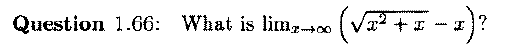 Question 1.66: What is lim_{x→∞} (√(x² + x) − x)?